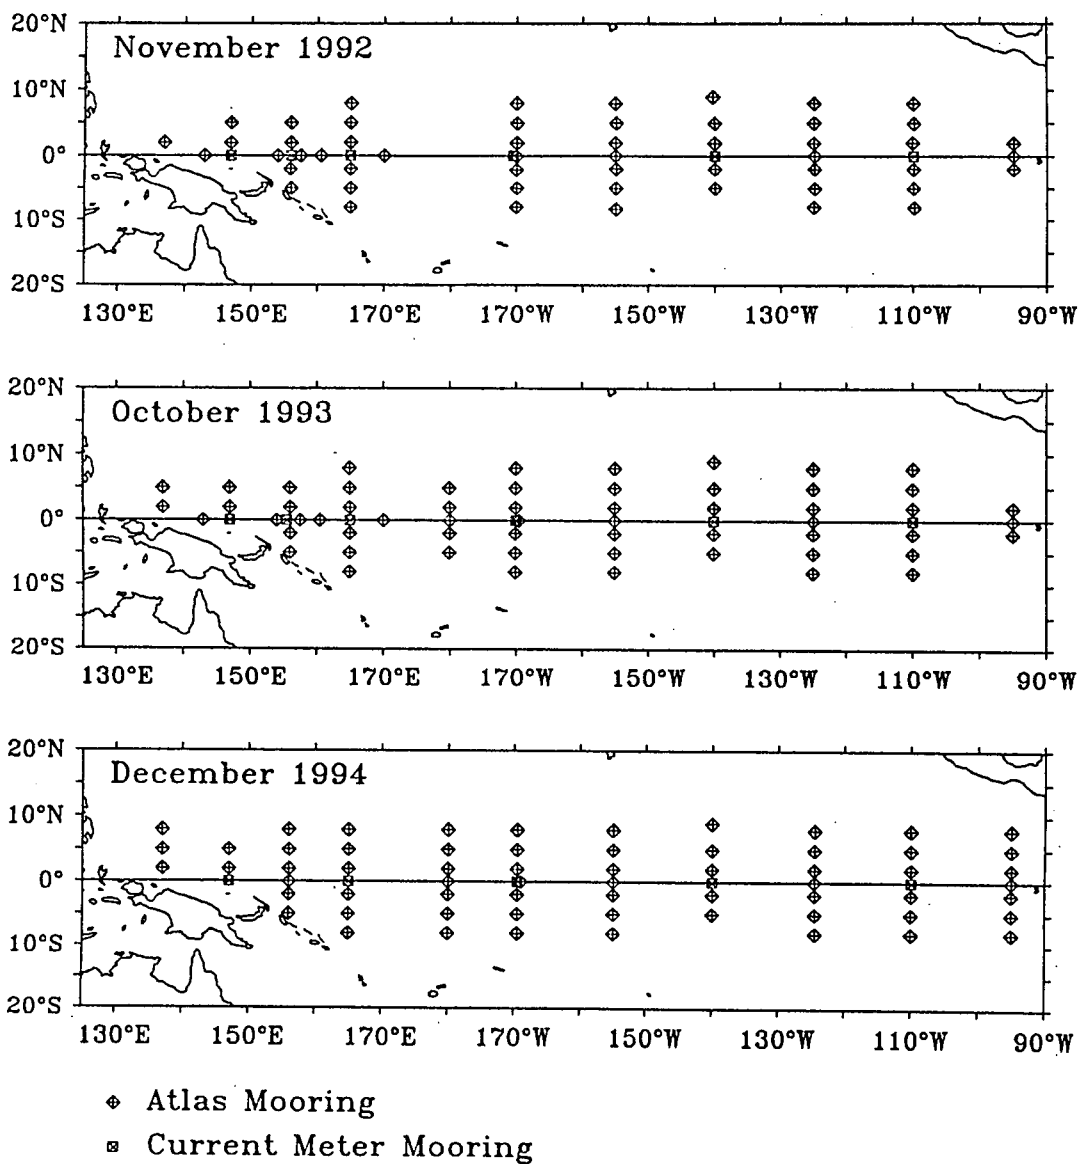 November 1992
20°N
10°N
0°
10°S
20°S
130°E 150°E 170°E 170°W 150°W 130°W 110°W 90°W
October 1993
20°N
10°N
0°
10°S
20°S
130°E 150°E 170°E 170°W 150°W 130°W 110°W 90°W
December 1994
20°N
10°N
0°
10°S
20°S
130°E 150°E 170°E 170°W 150°W 130°W 110°W 90°W
Atlas Mooring
Current Meter Mooring